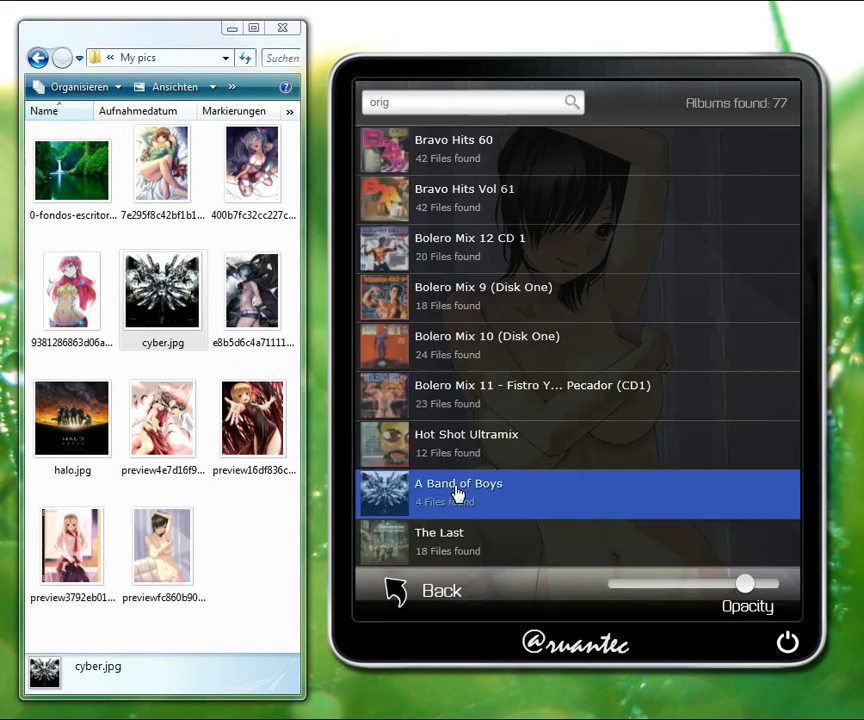 My pics
Suchen
Organisieren
Ansichten
»
Name
Aufnahmedatum
Markierungen
»
0-fondos-escritor...
7e295f8c42bf1b1...
400b7fc32cc227c...
9381286863d06a...
cyber.jpg
e8b5d6c4a71111...
halo.jpg
preview4e7d16f9...
preview16df836c...
preview3792eb01...
previewfc860b90...
cyber.jpg
orig
Albums found: 77
Bravo Hits 60
42 Files found
Bravo Hits Vol 61
42 Files found
Bolero Mix 12 CD 1
20 Files found
Bolero Mix 9 (Disk One)
18 Files found
Bolero Mix 10 (Disk One)
24 Files found
Bolero Mix 11 - Fistro Y... Pecador (CD1)
23 Files found
Hot Shot Ultramix
12 Files found
A Band of Boys
4 Files found
The Last
18 Files found
Back
Opacity
@ruantec